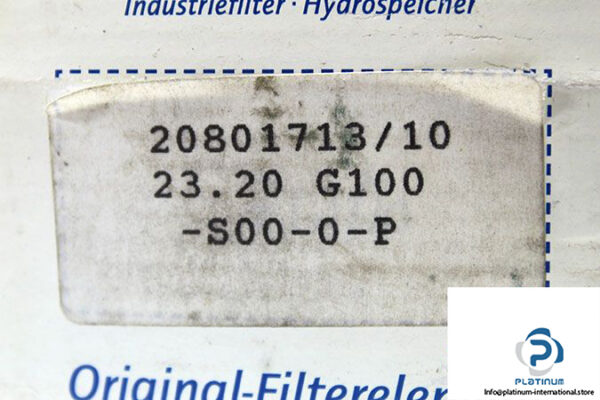 Industriefilter · Hydrospeicher
20801713/10
23.20 G100
-S00-0-P
Original-Filterele
PLATINUM
Info@platinum-international.store